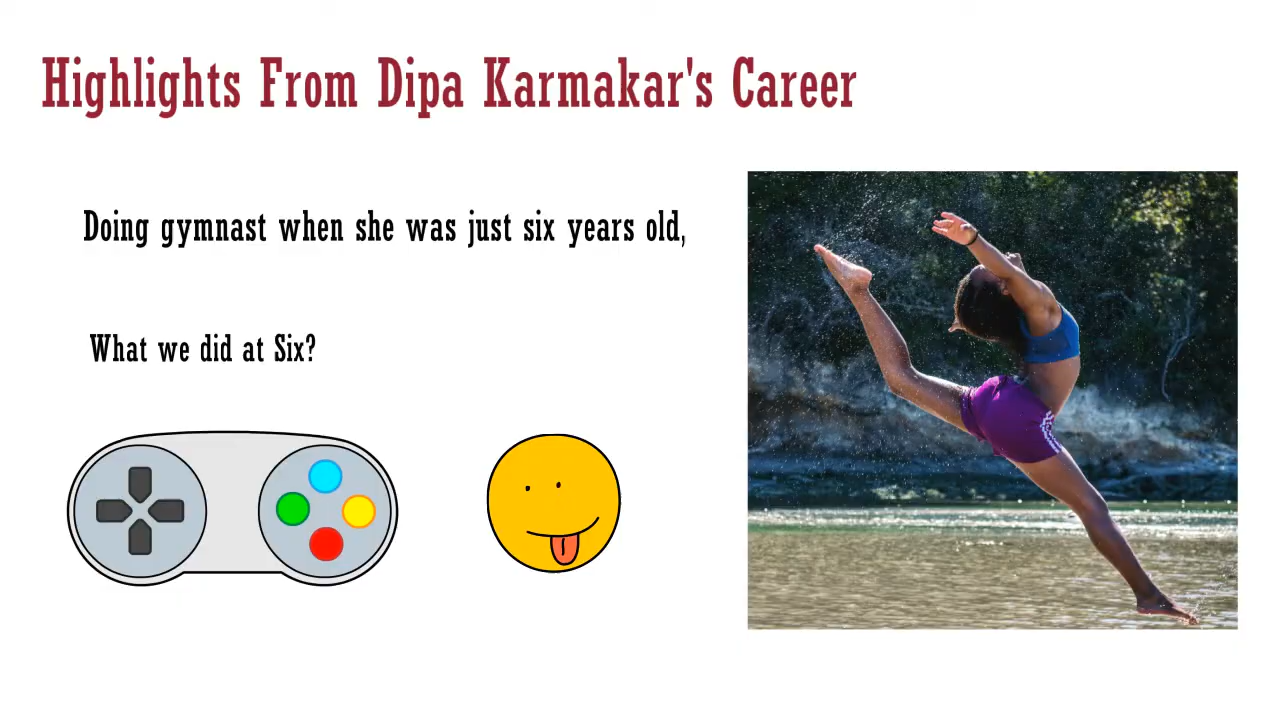 Highlights From Dipa Karmakar's Career
Doing gymnast when she was just six years old,
What we did at Six?